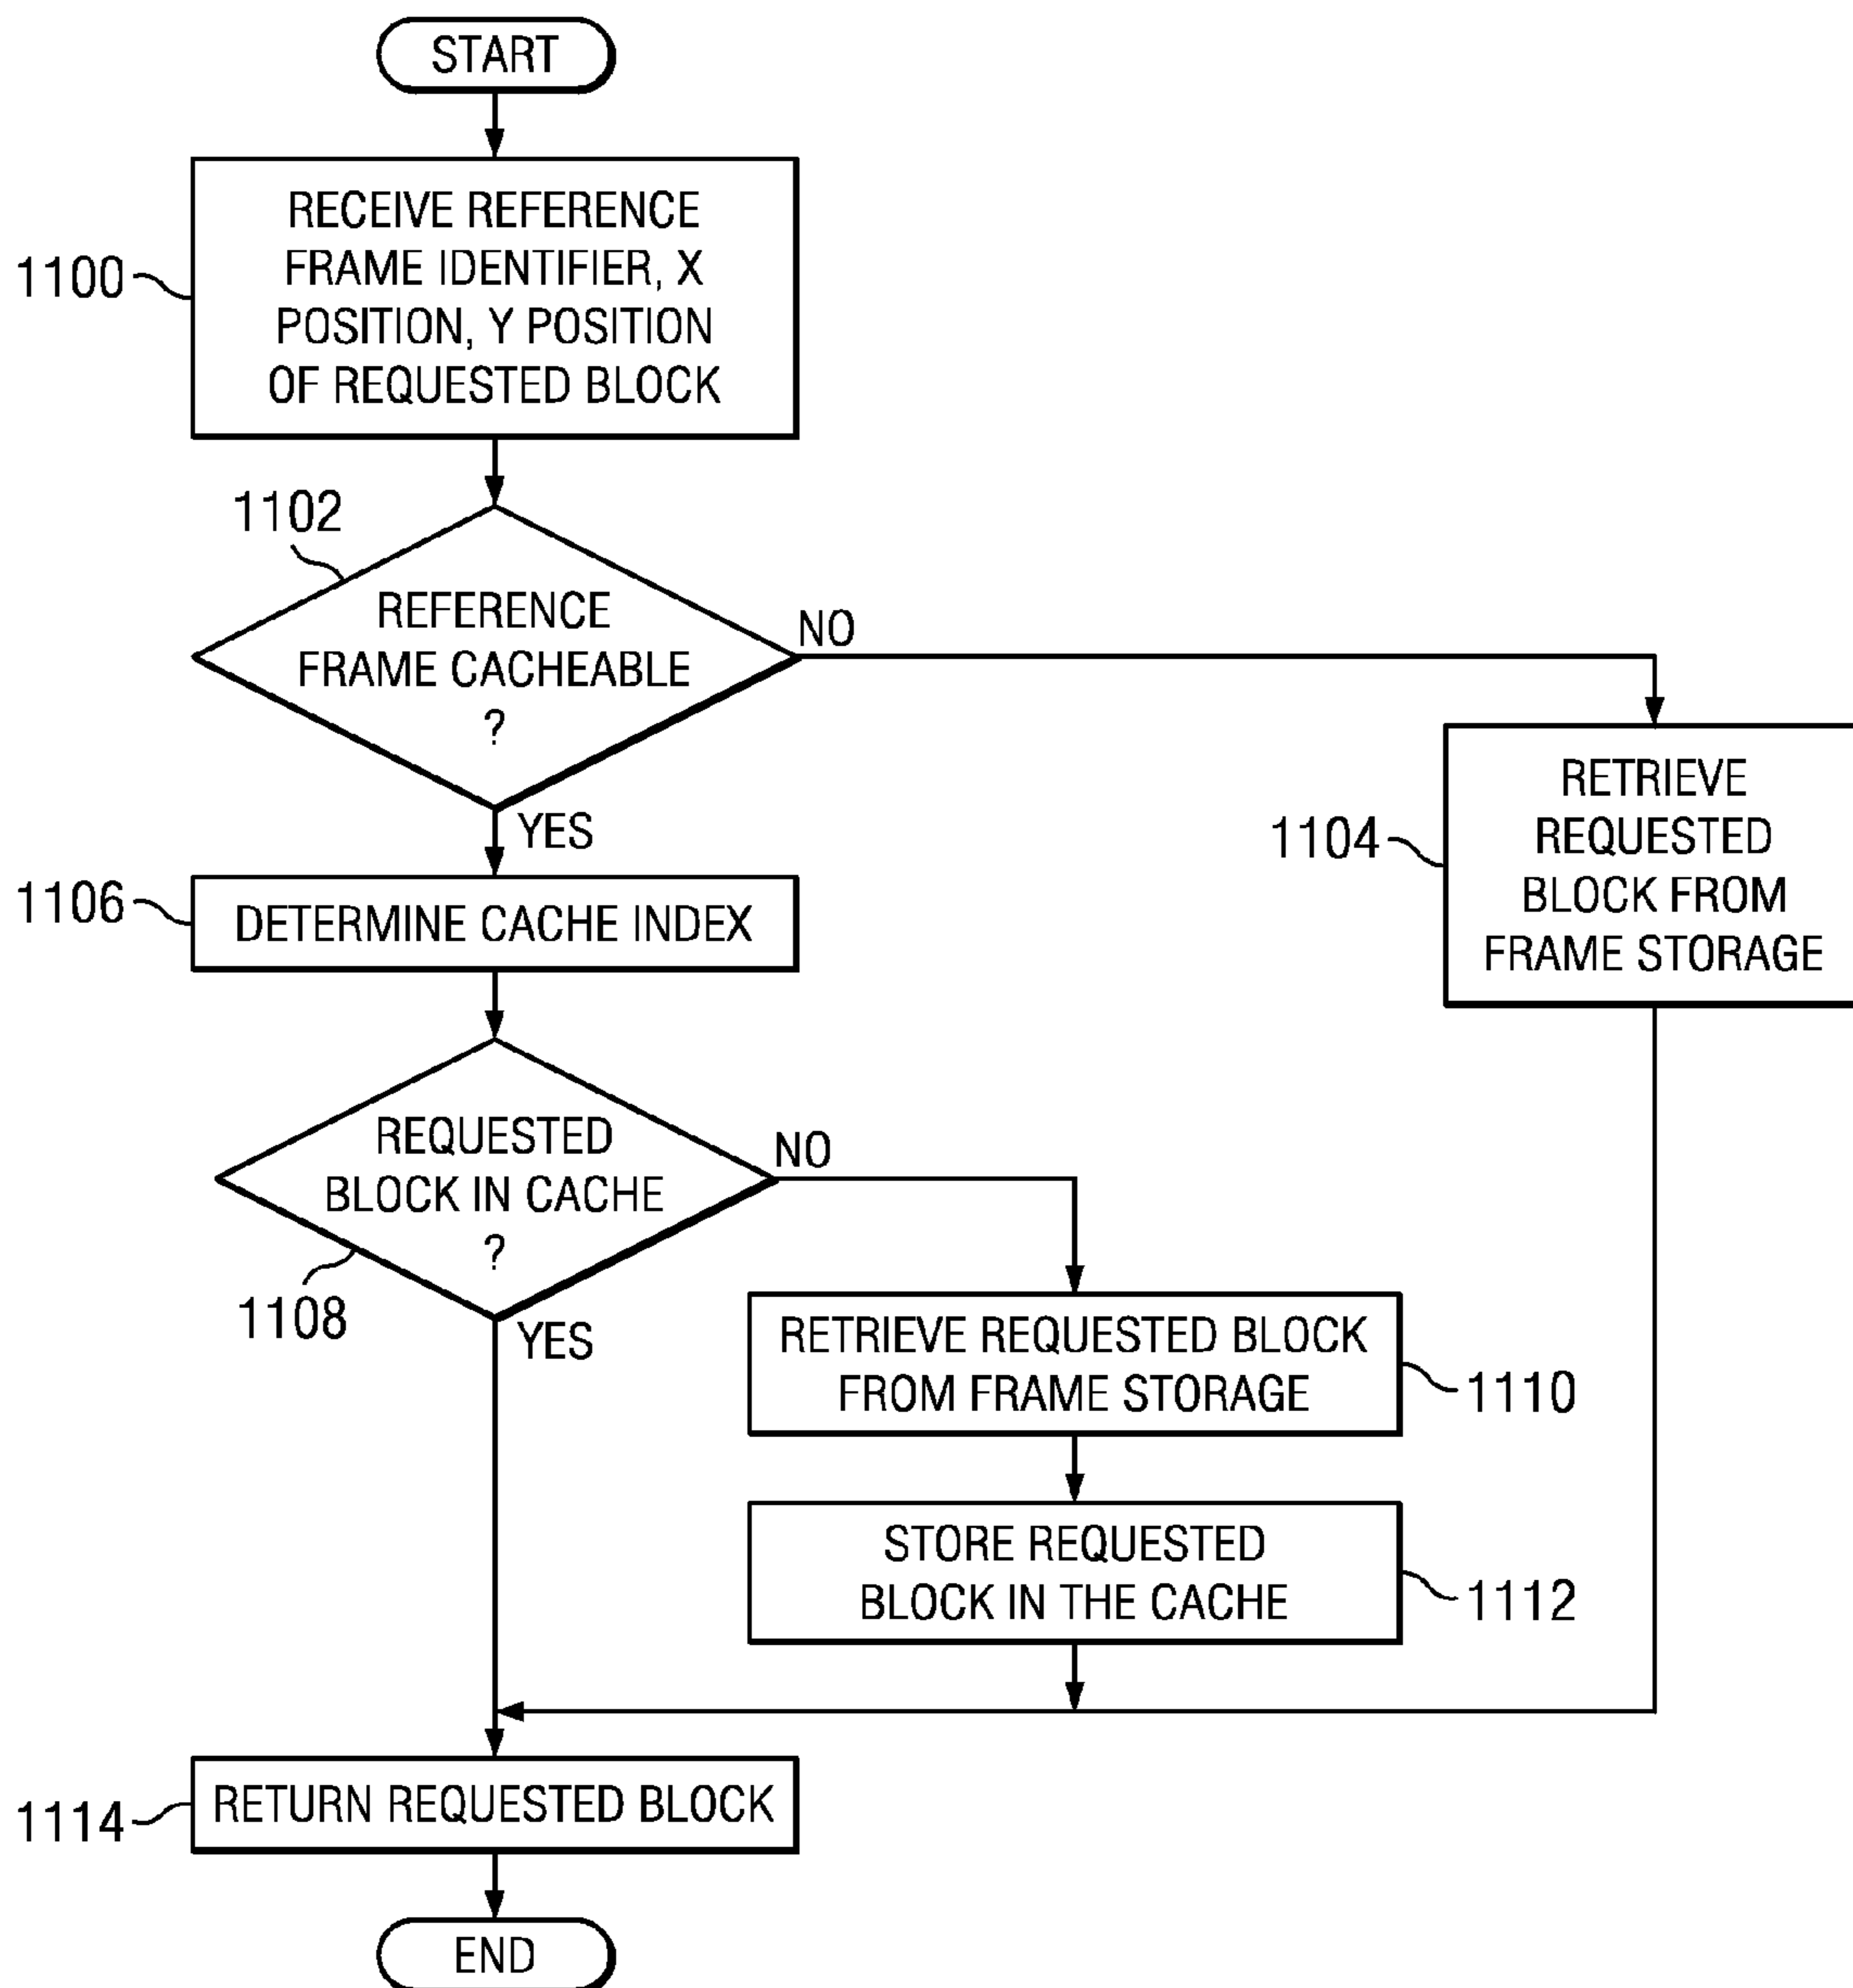 START
1100
RECEIVE REFERENCE
FRAME IDENTIFIER, X
POSITION, Y POSITION
OF REQUESTED BLOCK
1102
REFERENCE
FRAME CACHEABLE
?
NO
YES
1104
RETRIEVE
REQUESTED
BLOCK FROM
FRAME STORAGE
1106
DETERMINE CACHE INDEX
REQUESTED
BLOCK IN CACHE
?
NO
1108
YES
RETRIEVE REQUESTED BLOCK
FROM FRAME STORAGE
1110
STORE REQUESTED
BLOCK IN THE CACHE
1112
1114
RETURN REQUESTED BLOCK
END